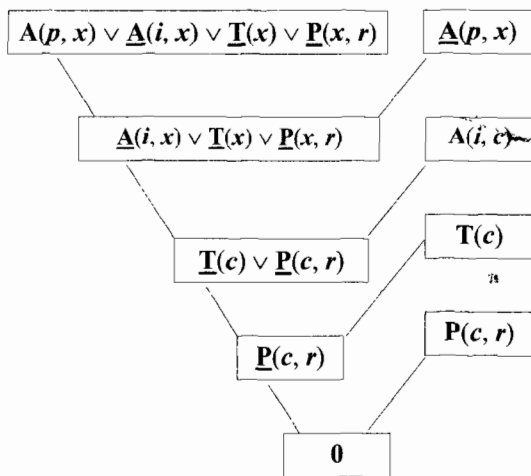 A(p, x) ∨ A̲(i, x) ∨ T̲(x) ∨ P̲(x, r)
A̲(p, x)
A̲(i, x) ∨ T̲(x) ∨ P̲(x, r)
A(i, c)
T̲(c) ∨ P̲(c, r)
T(c)
P̲(c, r)
P(c, r)
0